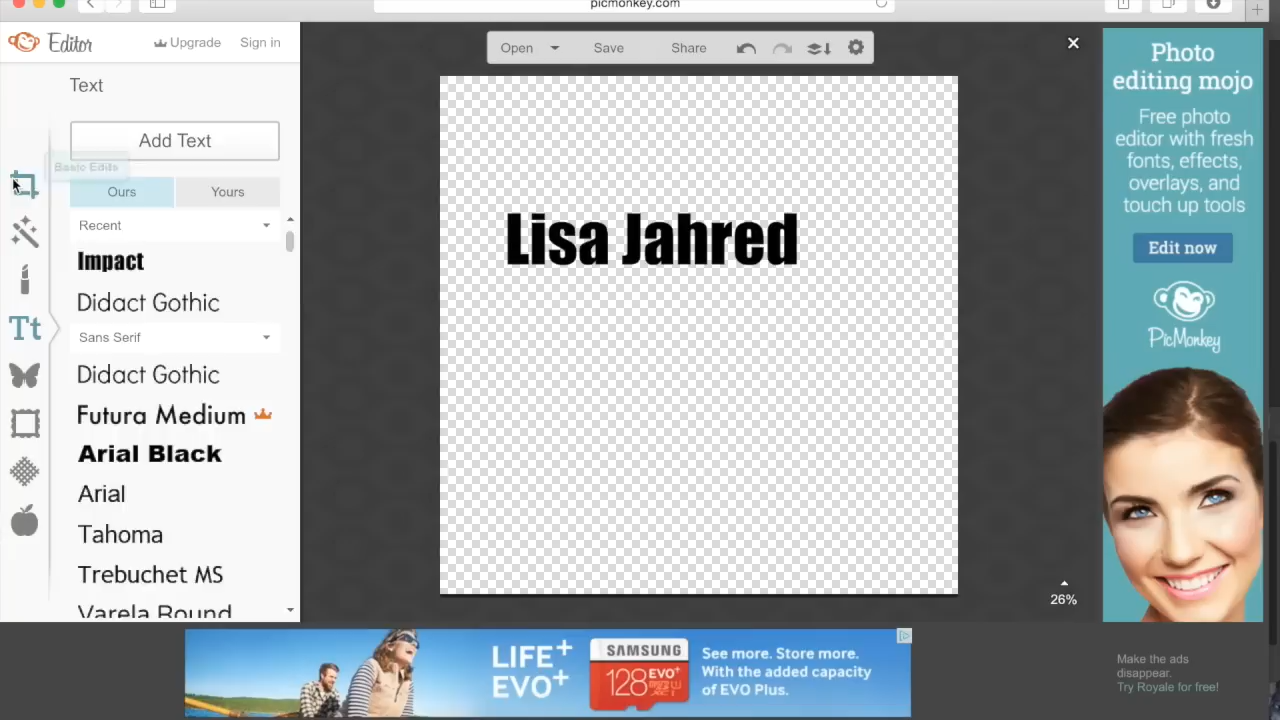 picmonkey.com
Editor
Upgrade
Sign in
Open
Save
Share
Text
Add Text
Basic Edits
Ours
Yours
Recent
Impact
Didact Gothic
Sans Serif
Didact Gothic
Futura Medium
Arial Black
Arial
Tahoma
Trebuchet MS
Varela Round
Tt
Lisa Jahred
26%
Photo
editing mojo
Free photo
editor with fresh
fonts, effects,
overlays, and
touch up tools
Edit now
PicMonkey
LIFE+
EVO+
SAMSUNG
128 EVO+
See more. Store more.
With the added capacity
of EVO Plus.
Make the ads
disappear.
Try Royale for free!